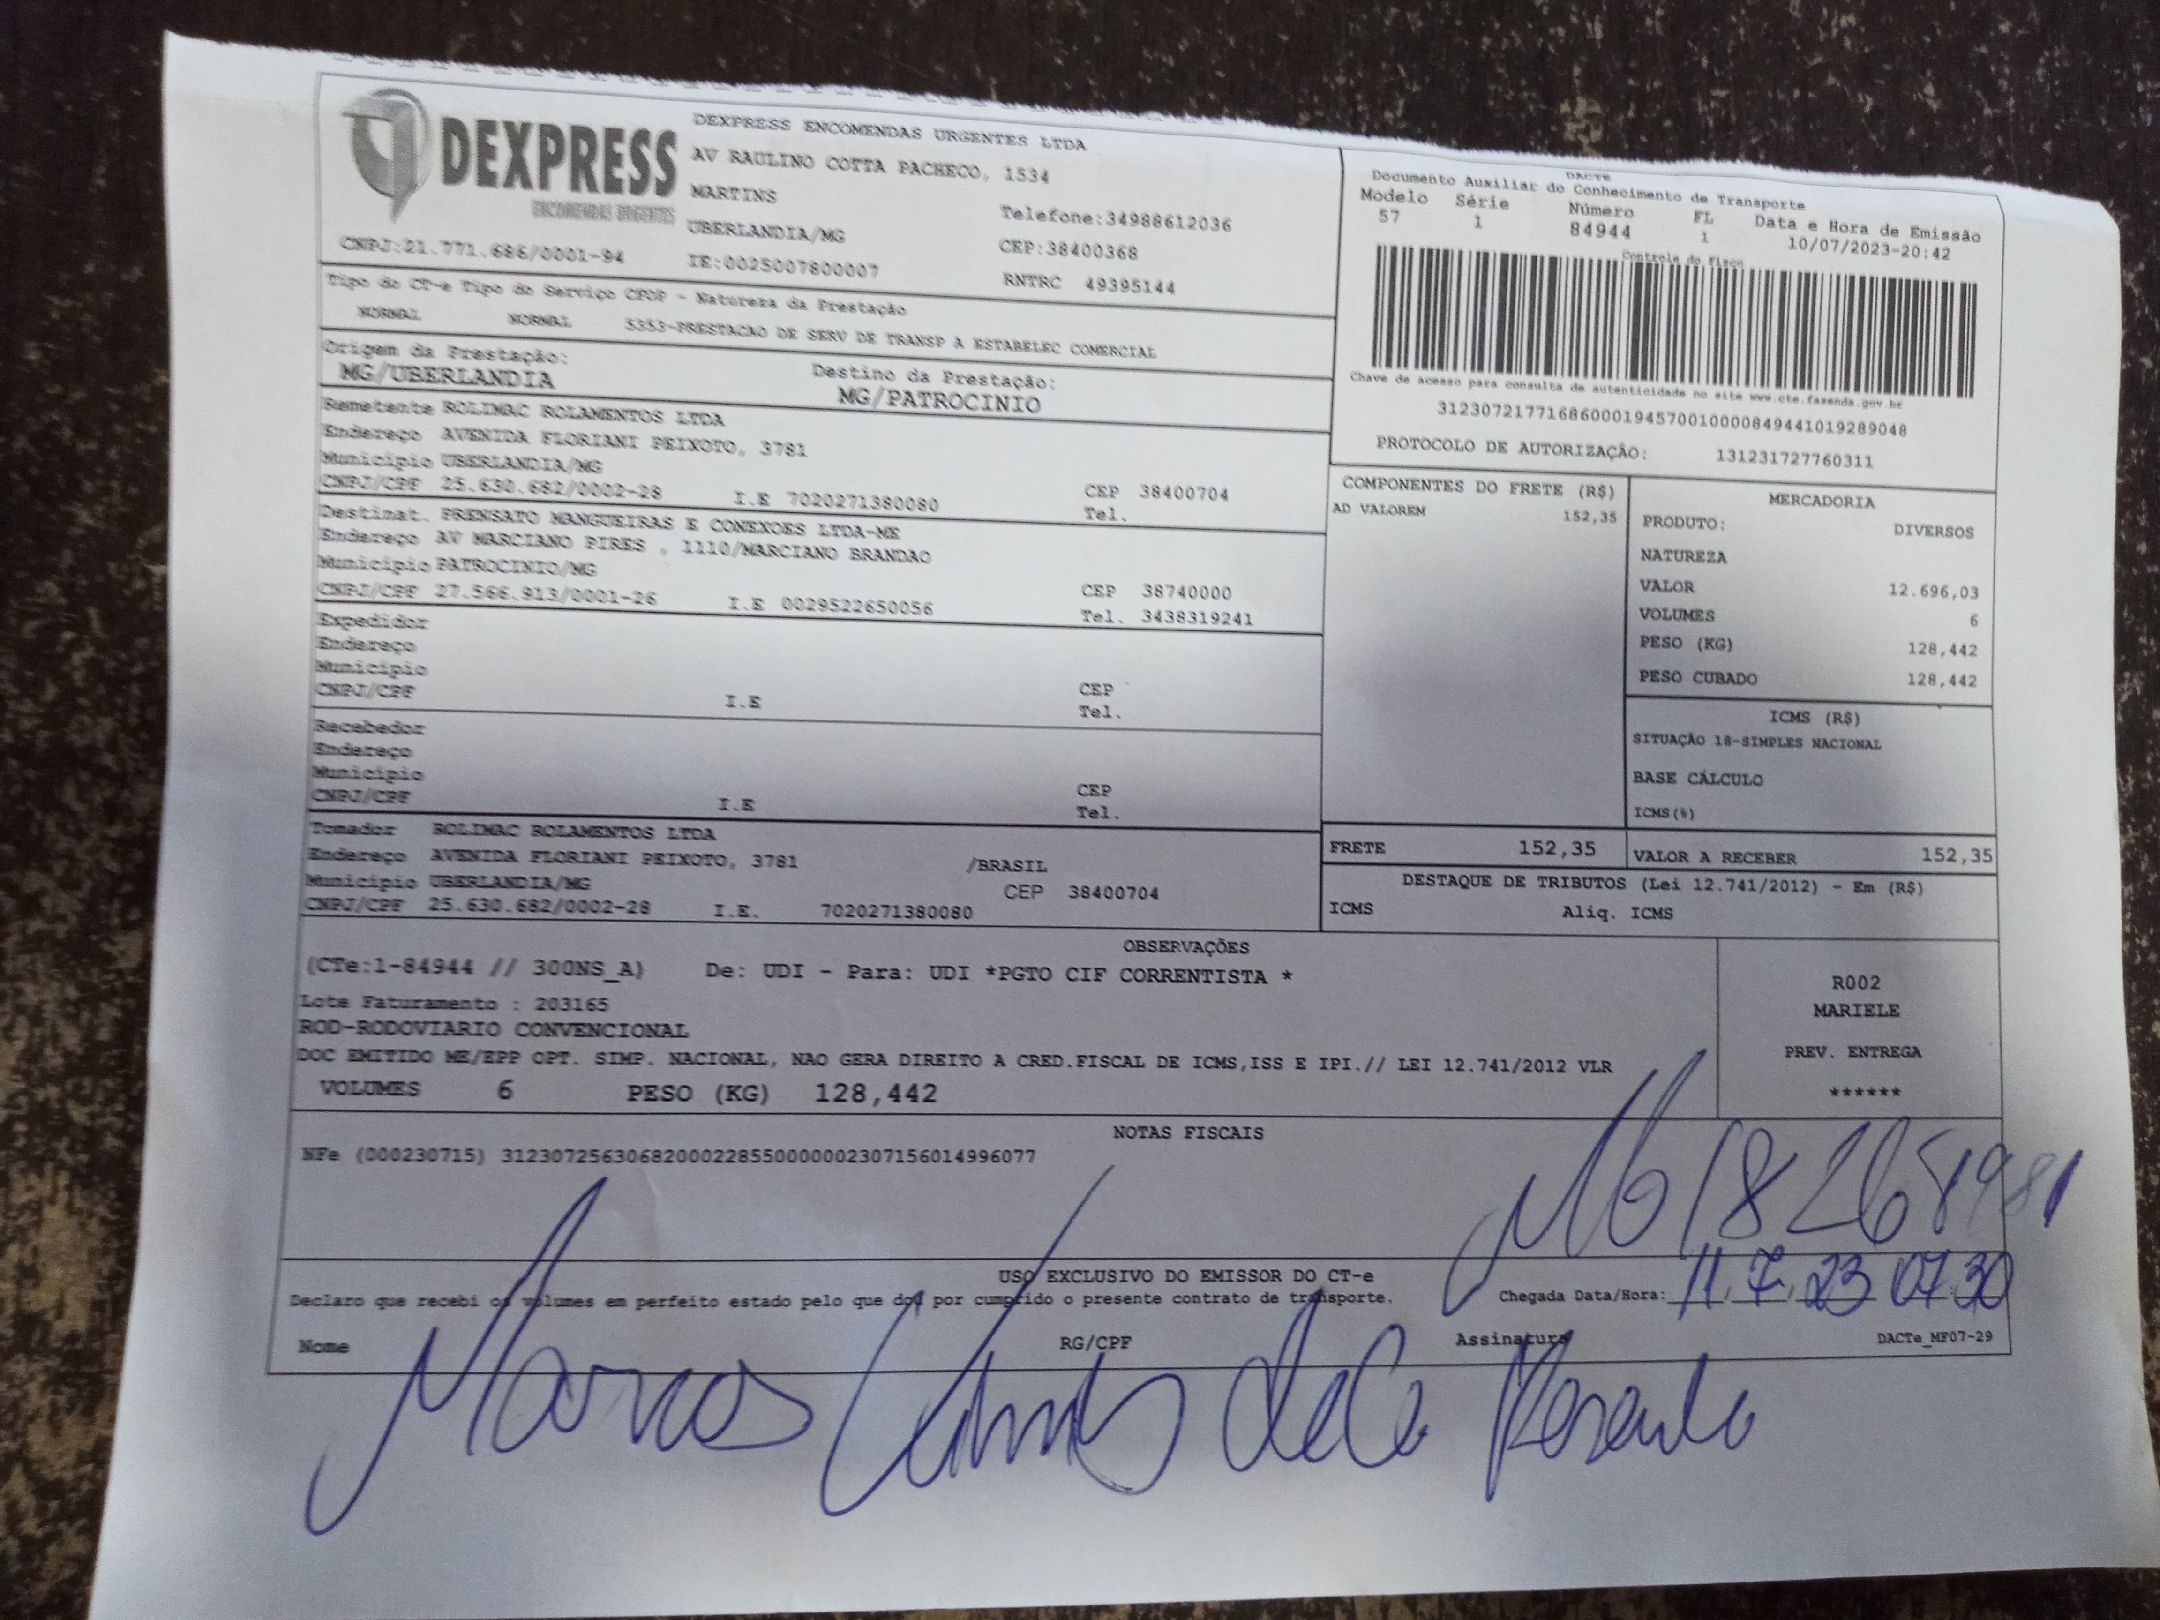 DEXPRESS
ENCOMENDAS URGENTES
DEXPRESS ENCOMENDAS URGENTES LTDA
AV RAULINO COTTA PACHECO, 1534
MARTINS
UBERLANDIA/MG
Telefone:34988612036
CEP:38400368
CNPJ:21.771.686/0001-94
IE:0025007800007
RNTRC 49395144
DACTE
Documento Auxiliar do Conhecimento de Transporte
Modelo Série Número FL Data e Hora de Emissão
57 1 84944 1 10/07/2023-20:42
Controle do Fisco
Chave de acesso para consulta de autenticidade no site www.cte.fazenda.gov.br
31230721771686000194570010000849441019289048
PROTOCOLO DE AUTORIZAÇÃO: 131231727760311
Tipo do CT-e Tipo do Serviço CFOP - Natureza da Prestação
NORMAL NORMAL 5353-PRESTACAO DE SERV DE TRANSP A ESTABELEC COMERCIAL
Origem da Prestação: Destino da Prestação:
MG/UBERLANDIA MG/PATROCINIO
Remetente ROLIMAC ROLAMENTOS LTDA
Endereço AVENIDA FLORIANI PEIXOTO, 3781
Município UBERLANDIA/MG CEP 38400704
CNPJ/CPF 25.630.682/0002-28 I.E 7020271380080 Tel.
Destinat. PRENSATO MANGUEIRAS E CONEXOES LTDA-ME
Endereço AV MARCIANO PIRES , 1110/MARCIANO BRANDAO
Município PATROCINIO/MG CEP 38740000
CNPJ/CPF 27.566.913/0001-26 I.E 0029522650056 Tel. 3438319241
Expedidor
Endereço
Município CEP
CNPJ/CPF I.E Tel.
Recebedor
Endereço
Município CEP
CNPJ/CPF I.E Tel.
Tomador ROLIMAC ROLAMENTOS LTDA
Endereço AVENIDA FLORIANI PEIXOTO, 3781 /BRASIL
Município UBERLANDIA/MG CEP 38400704
CNPJ/CPF 25.630.682/0002-28 I.E. 7020271380080
COMPONENTES DO FRETE (R$)
AD VALOREM 152,35
MERCADORIA
PRODUTO: DIVERSOS
NATUREZA
VALOR 12.696,03
VOLUMES 6
PESO (KG) 128,442
PESO CUBADO 128,442
ICMS (R$)
SITUAÇÃO 18-SIMPLES NACIONAL
BASE CÁLCULO
ICMS(%)
FRETE 152,35 VALOR A RECEBER 152,35
DESTAQUE DE TRIBUTOS (Lei 12.741/2012) - Em (R$)
ICMS Aliq. ICMS
OBSERVAÇÕES
(CTe:1-84944 // 300NS_A) De: UDI - Para: UDI *PGTO CIF CORRENTISTA *
Lote Faturamento : 203165
ROD-RODOVIARIO CONVENCIONAL
DOC EMITIDO ME/EPP OPT. SIMP. NACIONAL, NAO GERA DIREITO A CRED.FISCAL DE ICMS,ISS E IPI.// LEI 12.741/2012 VLR
VOLUMES 6 PESO (KG) 128,442
R002
MARIELE
PREV. ENTREGA
******
NOTAS FISCAIS
NFe (000230715) 31230725630682000228550000002307156014996077
USO EXCLUSIVO DO EMISSOR DO CT-e
Declaro que recebi os volumes em perfeito estado pelo que dou por cumprido o presente contrato de transporte. Chegada Data/Hora: 11 7 23 07 30
Nome RG/CPF Assinatura DACTe_MF07-29
Marcos